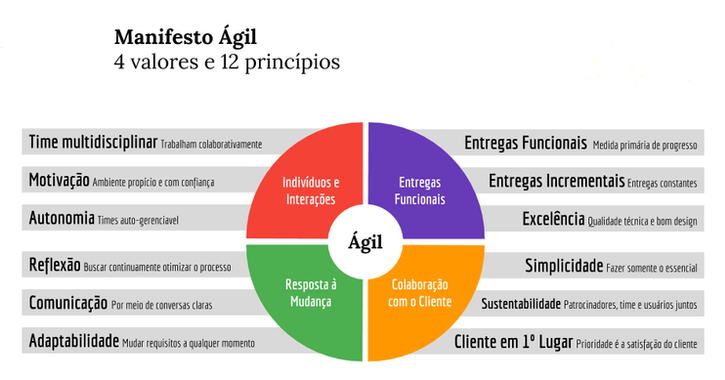 Manifesto Ágil
4 valores e 12 princípios
Time multidisciplinar Trabalham colaborativamente
Motivação Ambiente propício e com confiança
Autonomia Times auto-gerenciavel
Reflexão Buscar continuamente otimizar o processo
Comunicação Por meio de conversas claras
Adaptabilidade Mudar requisitos a qualquer momento
Indivíduos e
Interações
Entregas
Funcionais
Ágil
Resposta à
Mudança
Colaboração
com o Cliente
Entregas Funcionais Medida primária de progresso
Entregas Incrementais Entregas constantes
Excelência Qualidade técnica e bom design
Simplicidade Fazer somente o essencial
Sustentabilidade Patrocinadores, time e usuários juntos
Cliente em 1º Lugar Prioridade é a satisfação do cliente